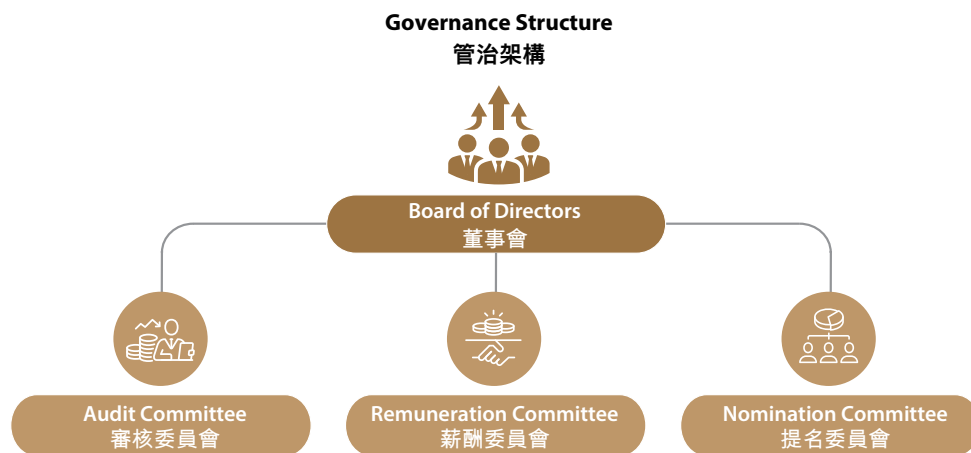 Governance Structure
管治架構
Board of Directors
董事會
Audit Committee
審核委員會
Remuneration Committee
薪酬委員會
Nomination Committee
提名委員會